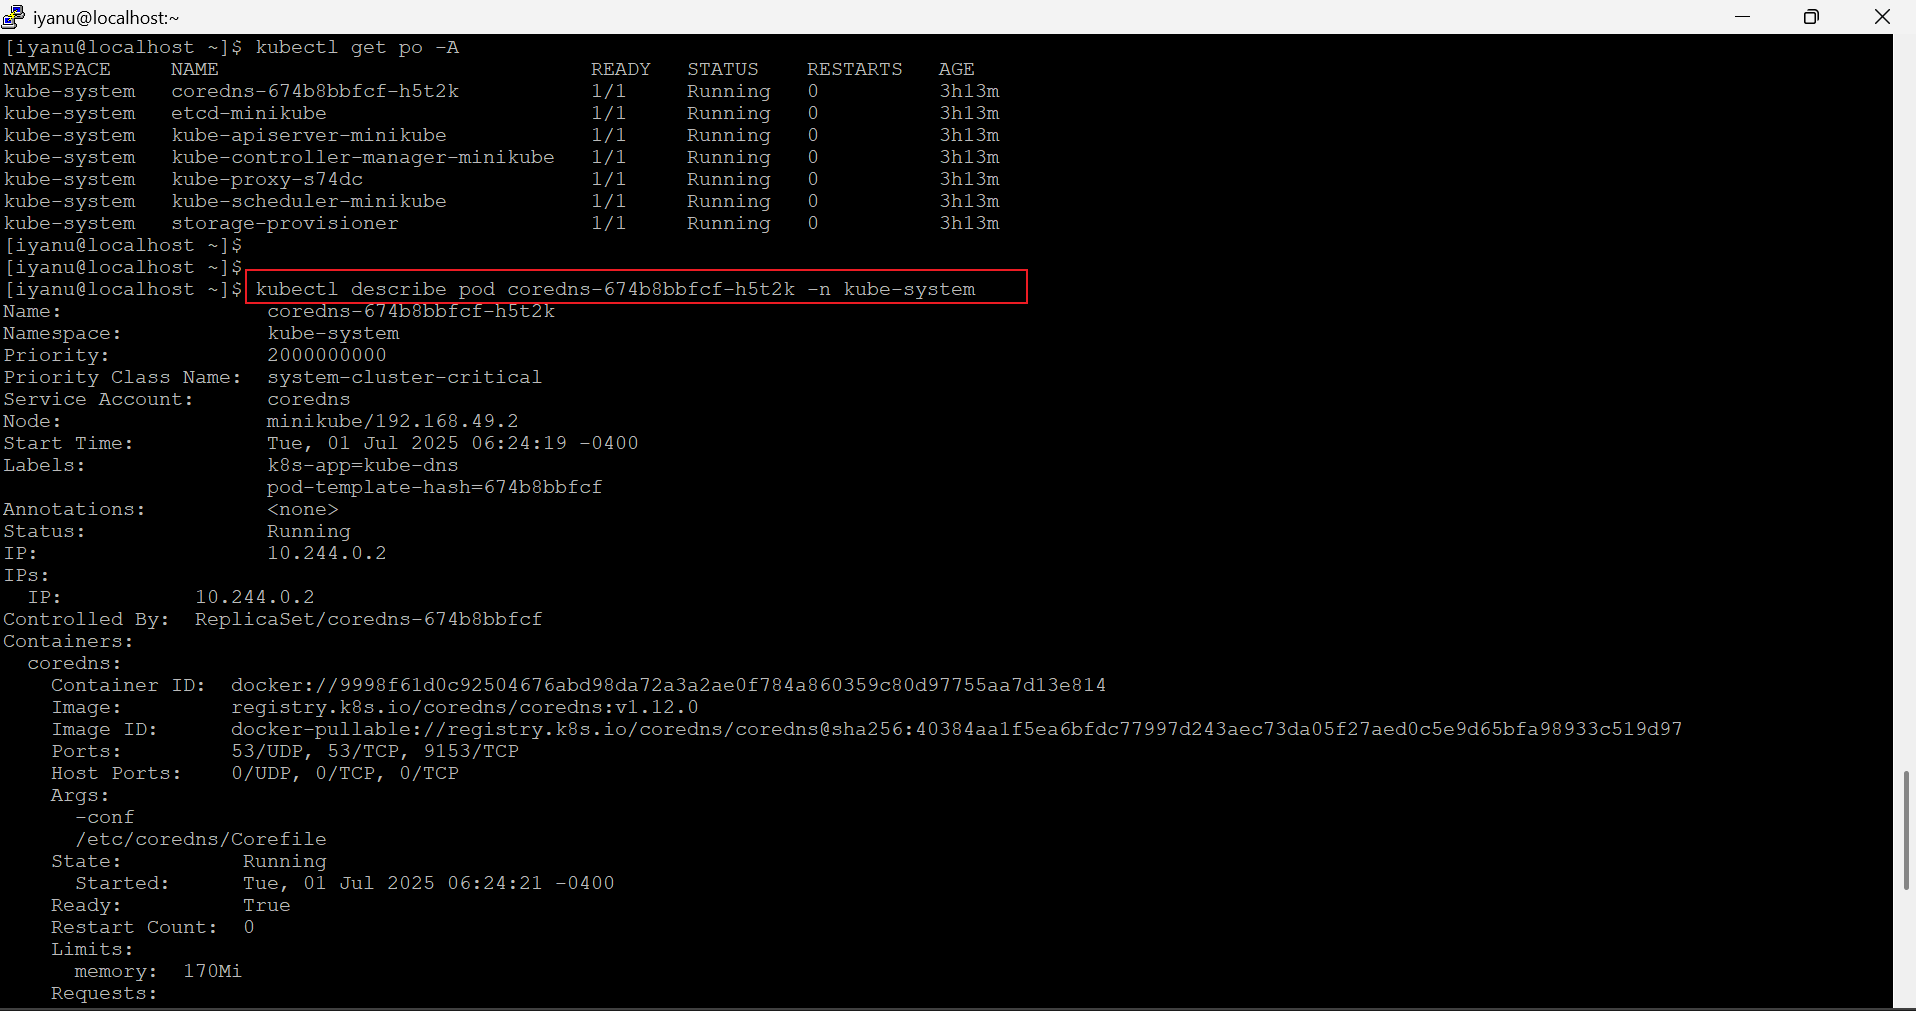 iyanu@localhost:~
[iyanu@localhost ~]$ kubectl get po -A
NAMESPACE     NAME                               READY   STATUS    RESTARTS   AGE
kube-system   coredns-674b8bbfcf-h5t2k           1/1     Running   0          3h13m
kube-system   etcd-minikube                      1/1     Running   0          3h13m
kube-system   kube-apiserver-minikube            1/1     Running   0          3h13m
kube-system   kube-controller-manager-minikube   1/1     Running   0          3h13m
kube-system   kube-proxy-s74dc                   1/1     Running   0          3h13m
kube-system   kube-scheduler-minikube            1/1     Running   0          3h13m
kube-system   storage-provisioner                1/1     Running   0          3h13m
[iyanu@localhost ~]$
[iyanu@localhost ~]$
[iyanu@localhost ~]$ kubectl describe pod coredns-674b8bbfcf-h5t2k -n kube-system
Name:                 coredns-674b8bbfcf-h5t2k
Namespace:            kube-system
Priority:             2000000000
Priority Class Name:  system-cluster-critical
Service Account:      coredns
Node:                 minikube/192.168.49.2
Start Time:           Tue, 01 Jul 2025 06:24:19 -0400
Labels:               k8s-app=kube-dns
                      pod-template-hash=674b8bbfcf
Annotations:          <none>
Status:               Running
IP:                   10.244.0.2
IPs:
  IP:           10.244.0.2
Controlled By:  ReplicaSet/coredns-674b8bbfcf
Containers:
  coredns:
    Container ID:  docker://9998f61d0c92504676abd98da72a3a2ae0f784a860359c80d97755aa7d13e814
    Image:         registry.k8s.io/coredns/coredns:v1.12.0
    Image ID:      docker-pullable://registry.k8s.io/coredns/coredns@sha256:40384aa1f5ea6bfdc77997d243aec73da05f27aed0c5e9d65bfa98933c519d97
    Ports:         53/UDP, 53/TCP, 9153/TCP
    Host Ports:    0/UDP, 0/TCP, 0/TCP
    Args:
      -conf
      /etc/coredns/Corefile
    State:          Running
      Started:      Tue, 01 Jul 2025 06:24:21 -0400
    Ready:          True
    Restart Count:  0
    Limits:
      memory:  170Mi
    Requests: